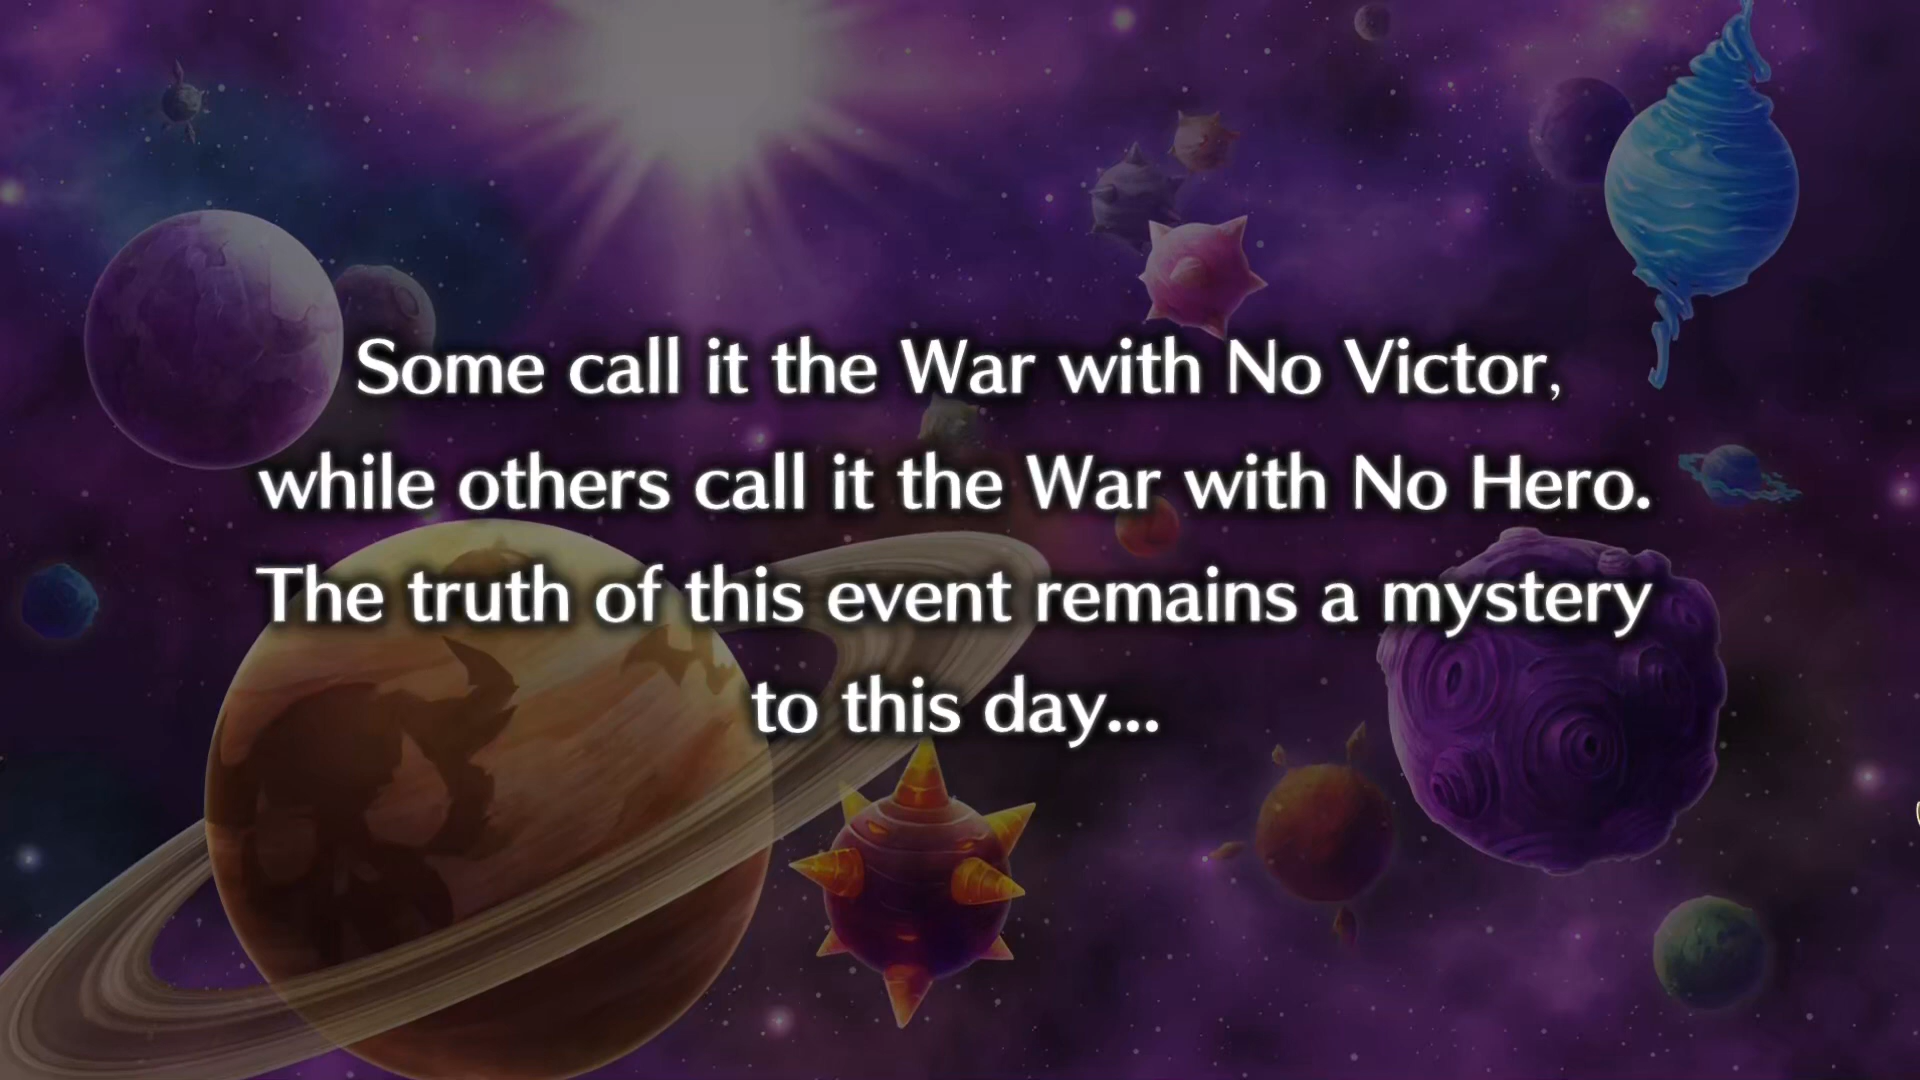 Some call it the War with No Victor,
while others call it the War with No Hero.
The truth of this event remains a mystery
to this day...